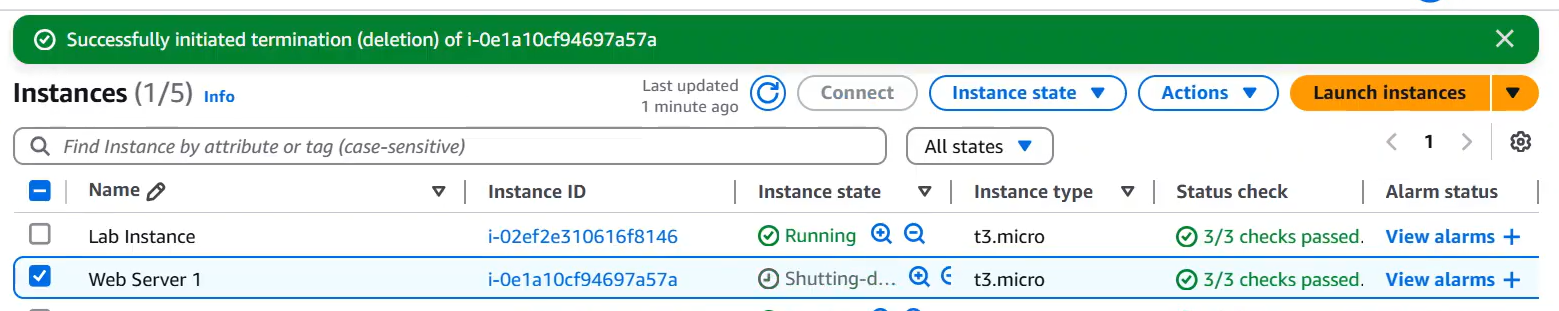 Successfully initiated termination (deletion) of i-0e1a10cf94697a57a
Instances (1/5) Info
Last updated
1 minute ago
Connect
Instance state
Actions
Launch instances
Find Instance by attribute or tag (case-sensitive)
All states
1
Name Instance ID Instance state Instance type Status check Alarm status
Lab Instance i-02ef2e310616f8146 Running t3.micro 3/3 checks passed. View alarms +
Web Server 1 i-0e1a10cf94697a57a Shutting-d... t3.micro 3/3 checks passed. View alarms +